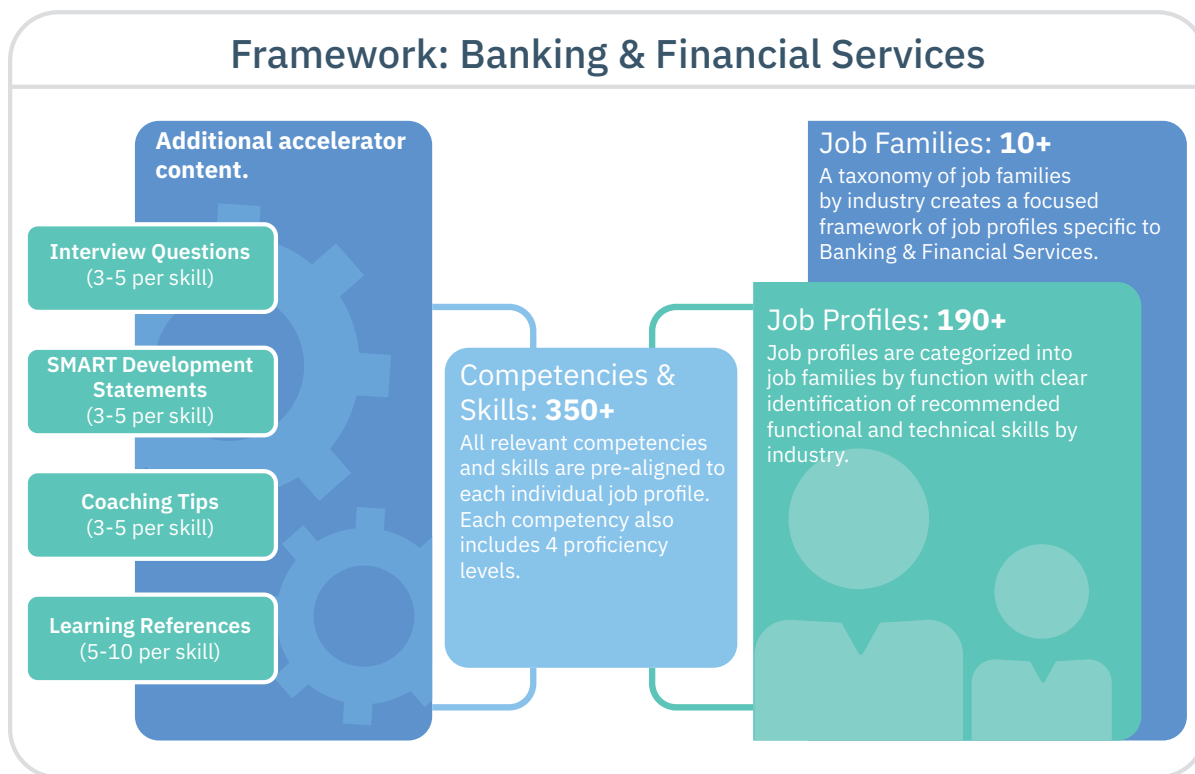 Framework: Banking & Financial Services
Additional accelerator
content.
Interview Questions
(3-5 per skill)
SMART Development
Statements
(3-5 per skill)
Coaching Tips
(3-5 per skill)
Learning References
(5-10 per skill)
Competencies &
Skills: 350+
All relevant competencies
and skills are pre-aligned to
each individual job profile.
Each competency also
includes 4 proficiency
levels.
Job Families: 10+
A taxonomy of job families
by industry creates a focused
framework of job profiles specific to
Banking & Financial Services.
Job Profiles: 190+
Job profiles are categorized into
job families by function with clear
identification of recommended
functional and technical skills by
industry.